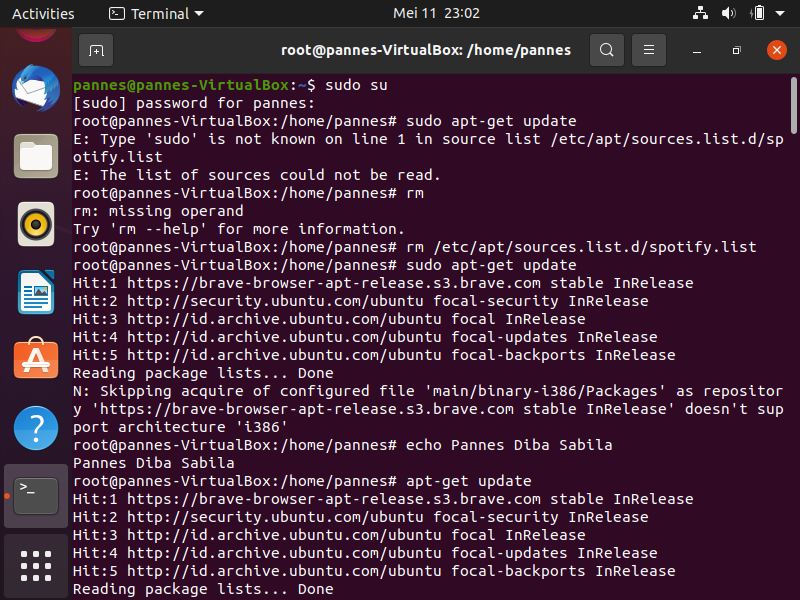 Activities
Terminal
Mei 11 23:02
root@pannes-VirtualBox: /home/pannes
pannes@pannes-VirtualBox:~$ sudo su
[sudo] password for pannes:
root@pannes-VirtualBox:/home/pannes# sudo apt-get update
E: Type 'sudo' is not known on line 1 in source list /etc/apt/sources.list.d/sp
otify.list
E: The list of sources could not be read.
root@pannes-VirtualBox:/home/pannes# rm
rm: missing operand
Try 'rm --help' for more information.
root@pannes-VirtualBox:/home/pannes# rm /etc/apt/sources.list.d/spotify.list
root@pannes-VirtualBox:/home/pannes# sudo apt-get update
Hit:1 https://brave-browser-apt-release.s3.brave.com stable InRelease
Hit:2 http://security.ubuntu.com/ubuntu focal-security InRelease
Hit:3 http://id.archive.ubuntu.com/ubuntu focal InRelease
Hit:4 http://id.archive.ubuntu.com/ubuntu focal-updates InRelease
Hit:5 http://id.archive.ubuntu.com/ubuntu focal-backports InRelease
Reading package lists... Done
N: Skipping acquire of configured file 'main/binary-i386/Packages' as repositor
y 'https://brave-browser-apt-release.s3.brave.com stable InRelease' doesn't sup
port architecture 'i386'
root@pannes-VirtualBox:/home/pannes# echo Pannes Diba Sabila
Pannes Diba Sabila
root@pannes-VirtualBox:/home/pannes# apt-get update
Hit:1 https://brave-browser-apt-release.s3.brave.com stable InRelease
Hit:2 http://security.ubuntu.com/ubuntu focal-security InRelease
Hit:3 http://id.archive.ubuntu.com/ubuntu focal InRelease
Hit:4 http://id.archive.ubuntu.com/ubuntu focal-updates InRelease
Hit:5 http://id.archive.ubuntu.com/ubuntu focal-backports InRelease
Reading package lists... Done